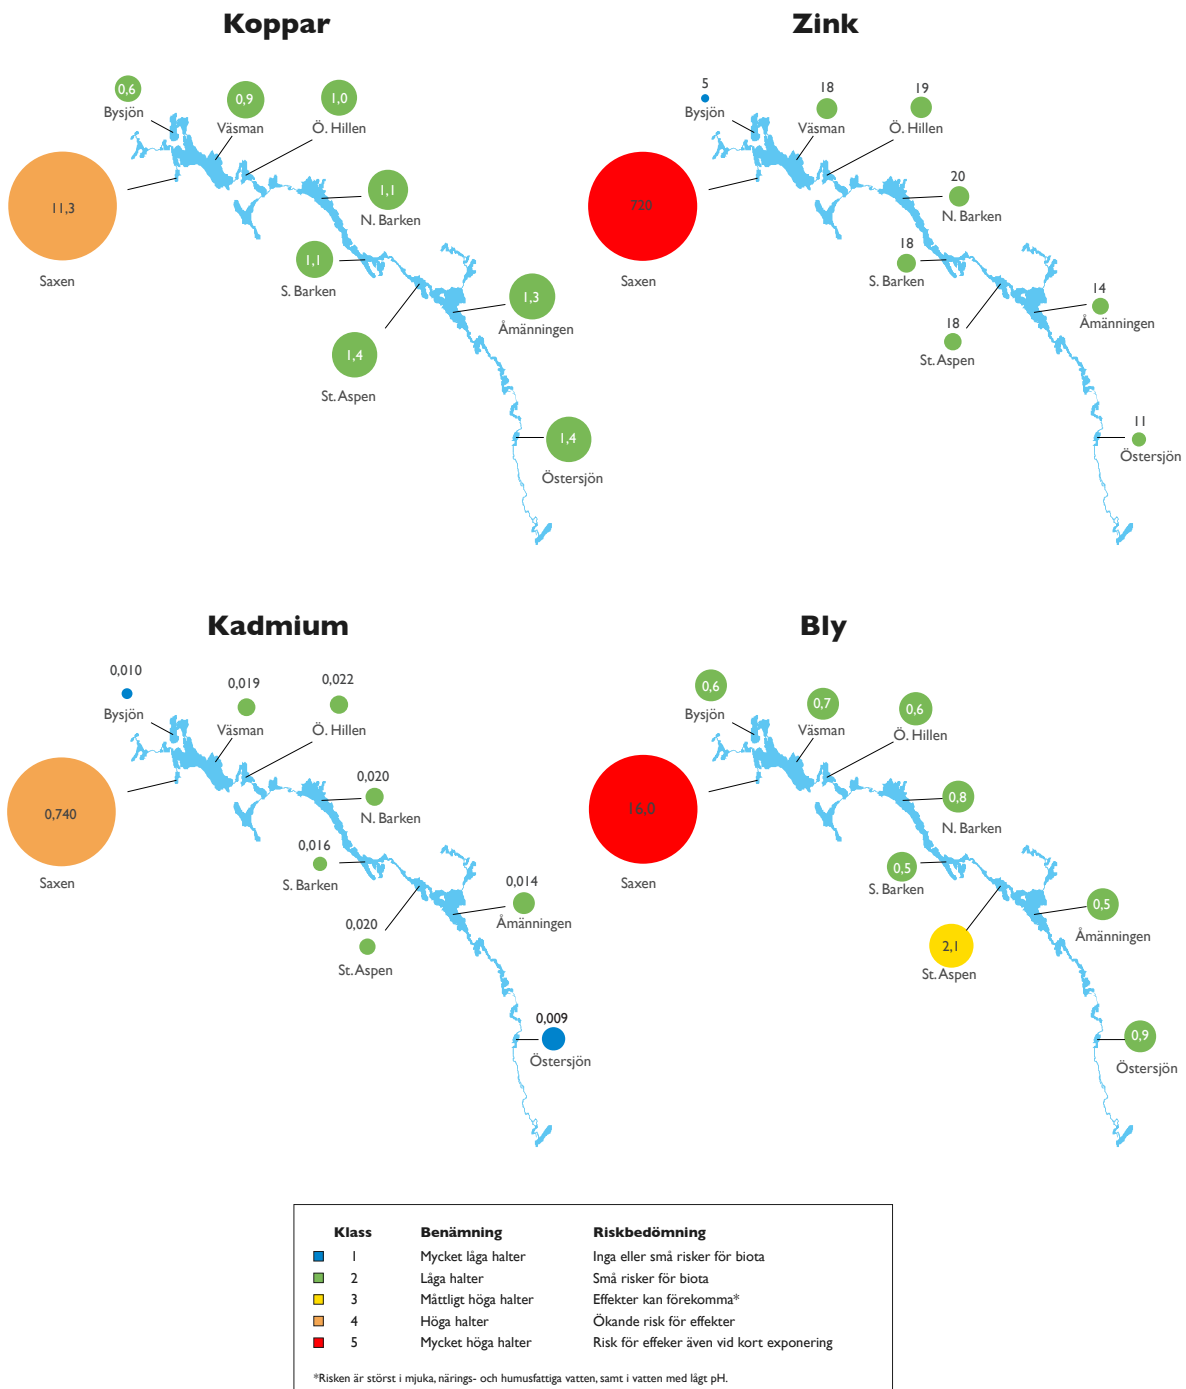 Koppar
0,6
Bysjön
0,9
Väsman
1,0
Ö. Hillen
11,3
Saxen
1,1
N. Barken
1,1
S. Barken
1,3
Åmänningen
1,4
St. Aspen
1,4
Östersjön
Zink
5
Bysjön
18
Väsman
19
Ö. Hillen
720
Saxen
20
N. Barken
18
S. Barken
14
Åmänningen
18
St. Aspen
11
Östersjön
Kadmium
0,010
Bysjön
0,019
Väsman
0,022
Ö. Hillen
0,740
Saxen
0,020
N. Barken
0,016
S. Barken
0,014
Åmänningen
0,020
St. Aspen
0,009
Östersjön
Bly
0,6
Bysjön
0,7
Väsman
0,6
Ö. Hillen
16,0
Saxen
0,8
N. Barken
0,5
S. Barken
0,5
Åmänningen
2,1
St. Aspen
0,9
Östersjön
Klass Benämning Riskbedömning
1 Mycket låga halter Inga eller små risker för biota
2 Låga halter Små risker för biota
3 Måttligt höga halter Effekter kan förekomma*
4 Höga halter Ökande risk för effekter
5 Mycket höga halter Risk för effeker även vid kort exponering
*Risken är störst i mjuka, närings- och humusfattiga vatten, samt i vatten med lågt pH.